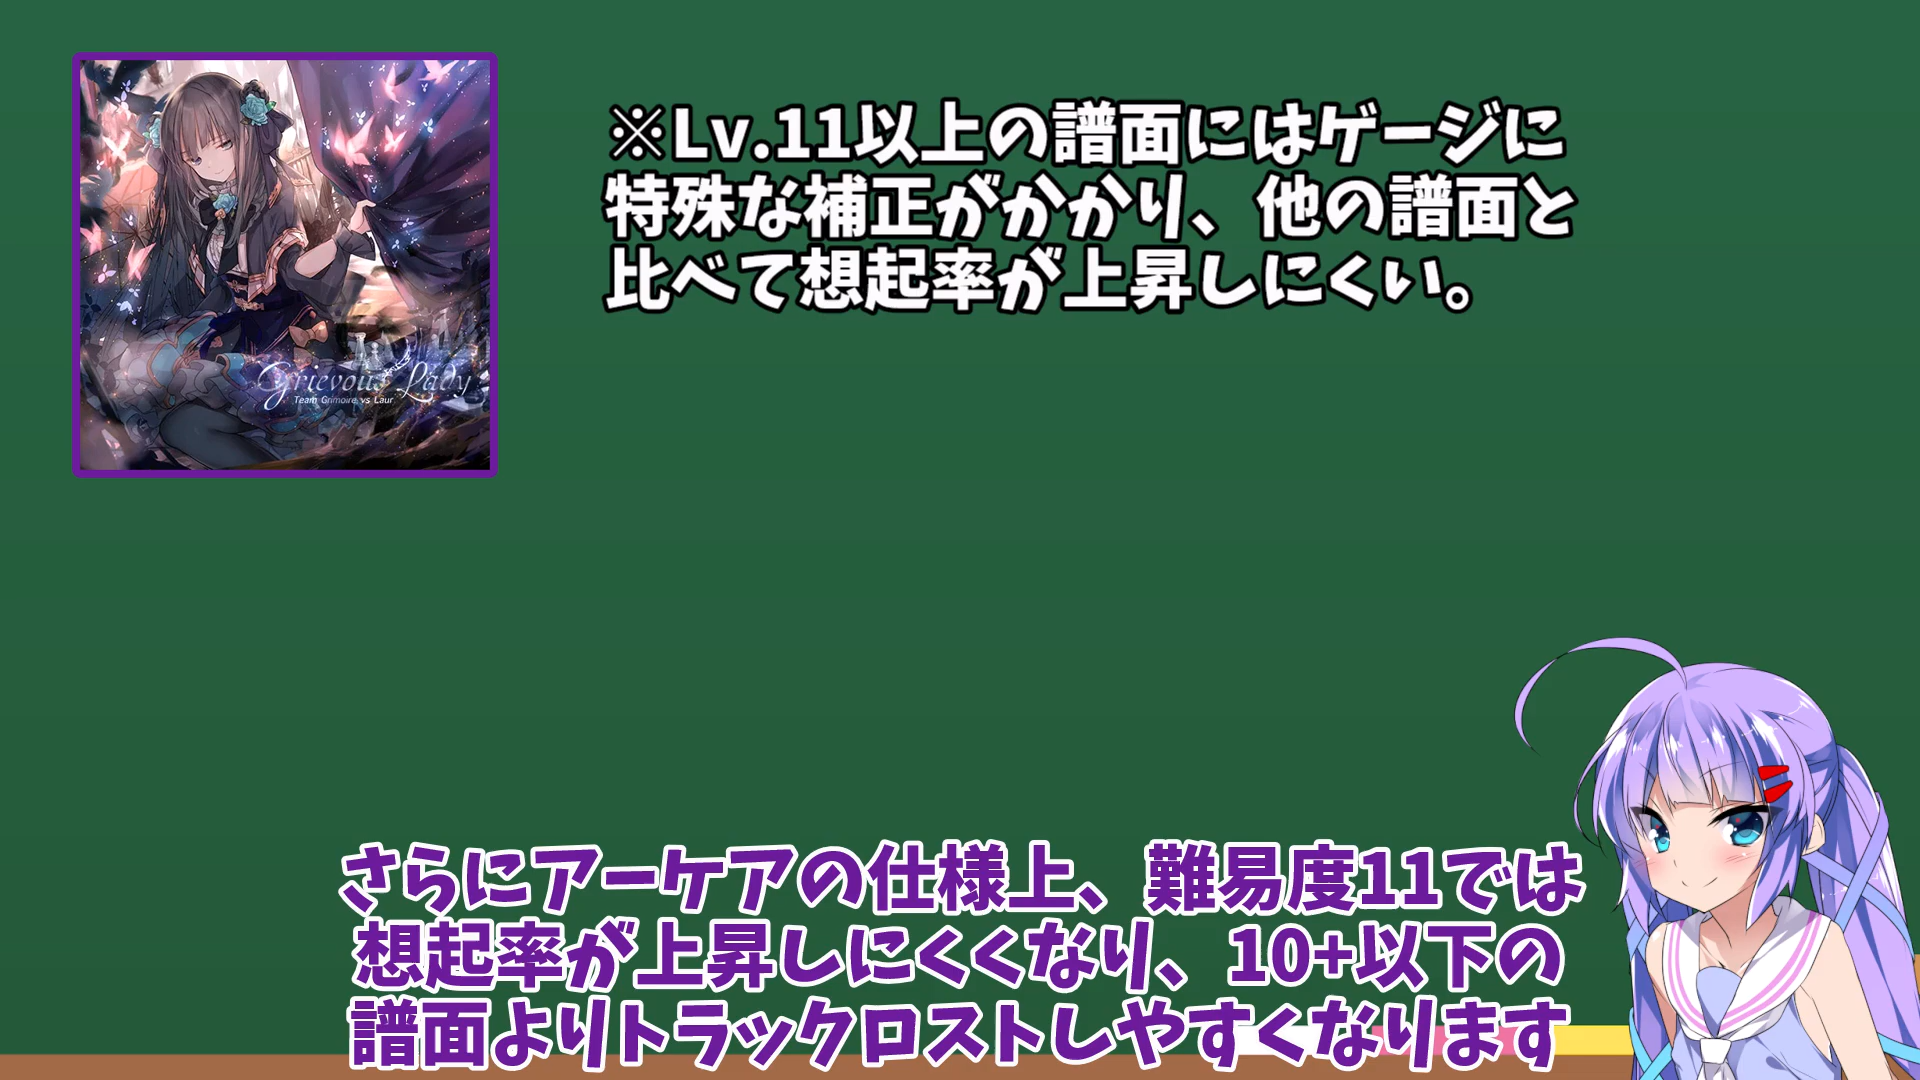 ※Lv.11以上の譜面にはゲージに
特殊な補正がかかり、他の譜面と
比べて想起率が上昇しにくい。
Grievous Lady
Team Grimoire vs Laur
さらにアーケアの仕様上、難易度11では
想起率が上昇しにくくなり、10+以下の
譜面よりトラックロストしやすくなります